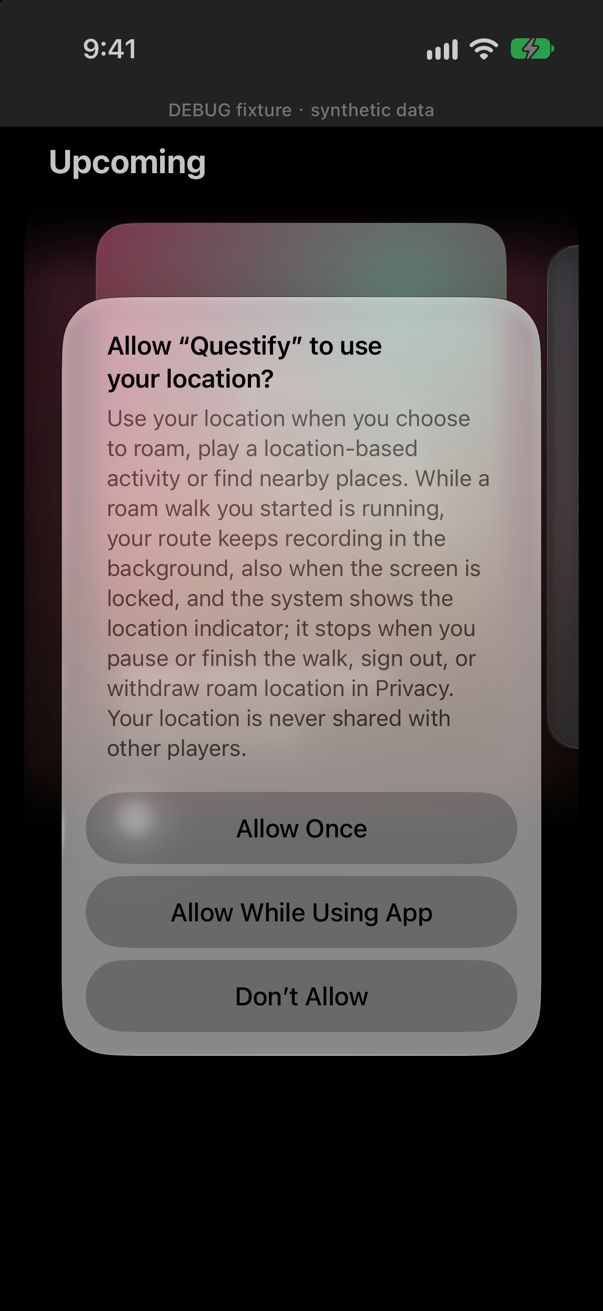 9:41
DEBUG fixture · synthetic data
Upcoming
Allow “Questify” to use
your location?
Use your location when you choose
to roam, play a location-based
activity or find nearby places. While a
roam walk you started is running,
your route keeps recording in the
background, also when the screen is
locked, and the system shows the
location indicator; it stops when you
pause or finish the walk, sign out, or
withdraw roam location in Privacy.
Your location is never shared with
other players.
Allow Once
Allow While Using App
Don’t Allow